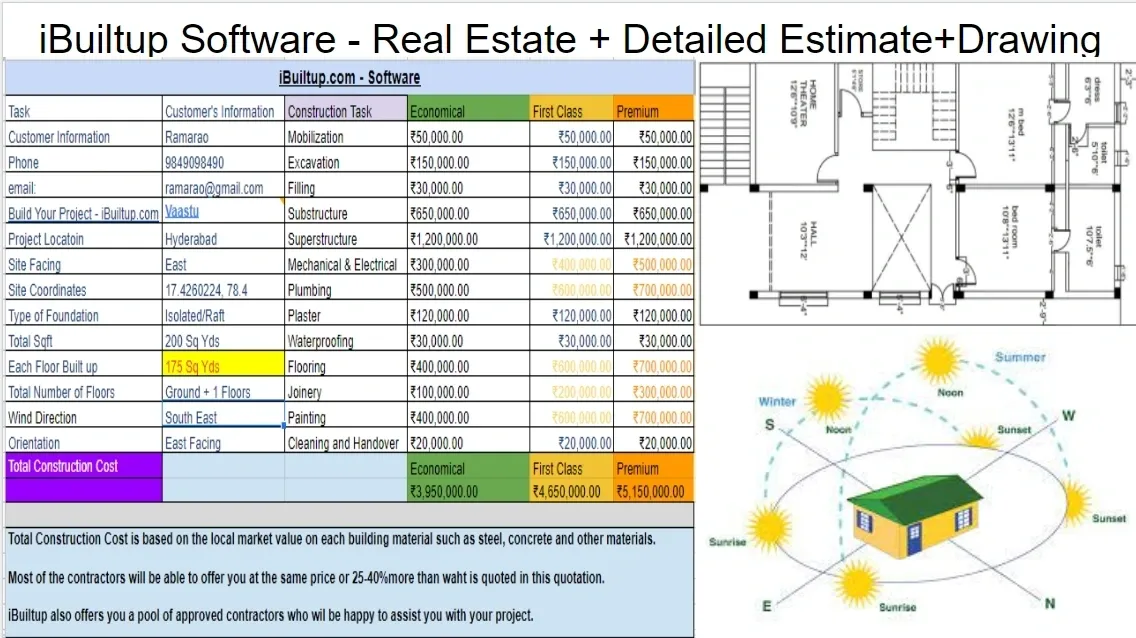 iBuiltup Software - Real Estate + Detailed Estimate+Drawing
iBuiltup.com - Software
Task Customer's Information Construction Task Economical First Class Premium
Customer Information Ramarao Mobilization ₹50,000.00 ₹50,000.00 ₹50,000.00
Phone 9849098490 Excavation ₹150,000.00 ₹150,000.00 ₹150,000.00
email: ramarao@gmail.com Filling ₹30,000.00 ₹30,000.00 ₹30,000.00
Build Your Project - iBuiltup.com Vaastu Substructure ₹650,000.00 ₹650,000.00 ₹650,000.00
Project Locatoin Hyderabad Superstructure ₹1,200,000.00 ₹1,200,000.00 ₹1,200,000.00
Site Facing East Mechanical & Electrical ₹300,000.00 ₹400,000.00 ₹500,000.00
Site Coordinates 17.4260224, 78.4 Plumbing ₹500,000.00 ₹600,000.00 ₹700,000.00
Type of Foundation Isolated/Raft Plaster ₹120,000.00 ₹120,000.00 ₹120,000.00
Total Sqft 200 Sq Yds Waterproofing ₹30,000.00 ₹30,000.00 ₹30,000.00
Each Floor Built up 175 Sq Yds Flooring ₹400,000.00 ₹600,000.00 ₹700,000.00
Total Number of Floors Ground + 1 Floors Joinery ₹100,000.00 ₹200,000.00 ₹300,000.00
Wind Direction South East Painting ₹400,000.00 ₹600,000.00 ₹700,000.00
Orientation East Facing Cleaning and Handover ₹20,000.00 ₹20,000.00 ₹20,000.00
Total Construction Cost Economical First Class Premium
₹3,950,000.00 ₹4,650,000.00 ₹5,150,000.00
Total Construction Cost is based on the local market value on each building material such as steel, concrete and other materials.
Most of the contractors will be able to offer you at the same price or 25-40%more than waht is quoted in this quotation.
iBuiltup also offers you a pool of approved contractors who wil be happy to assist you with your project.
HOME
THEATER
12'6"*10'9"
STORE
m bed
12'6"*13'11"
dress
6'3"*6'
toilet
5'10"*6'
HALL
10'3"*12'
bed room
10'8"*13'11"
toilet
10'7.5"*6'
Summer
Noon
Winter
Noon
S
W
Sunset
Sunset
Sunrise
Sunrise
E
N